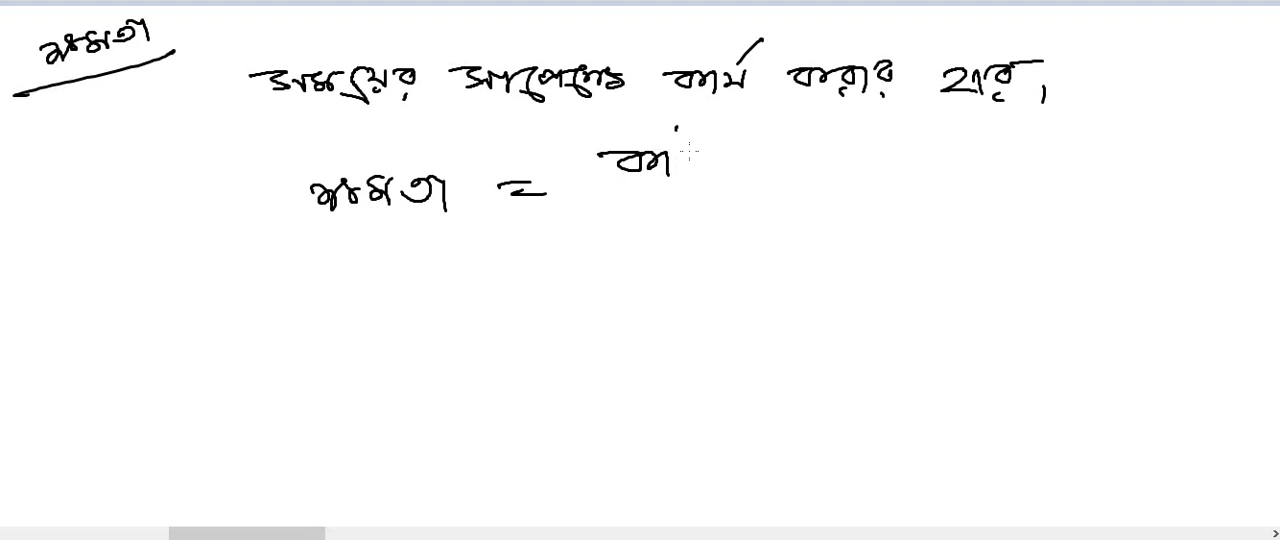 ক্ষমতা
সময়ের সাপেক্ষে কার্য করার হার।
ক্ষমতা = কা